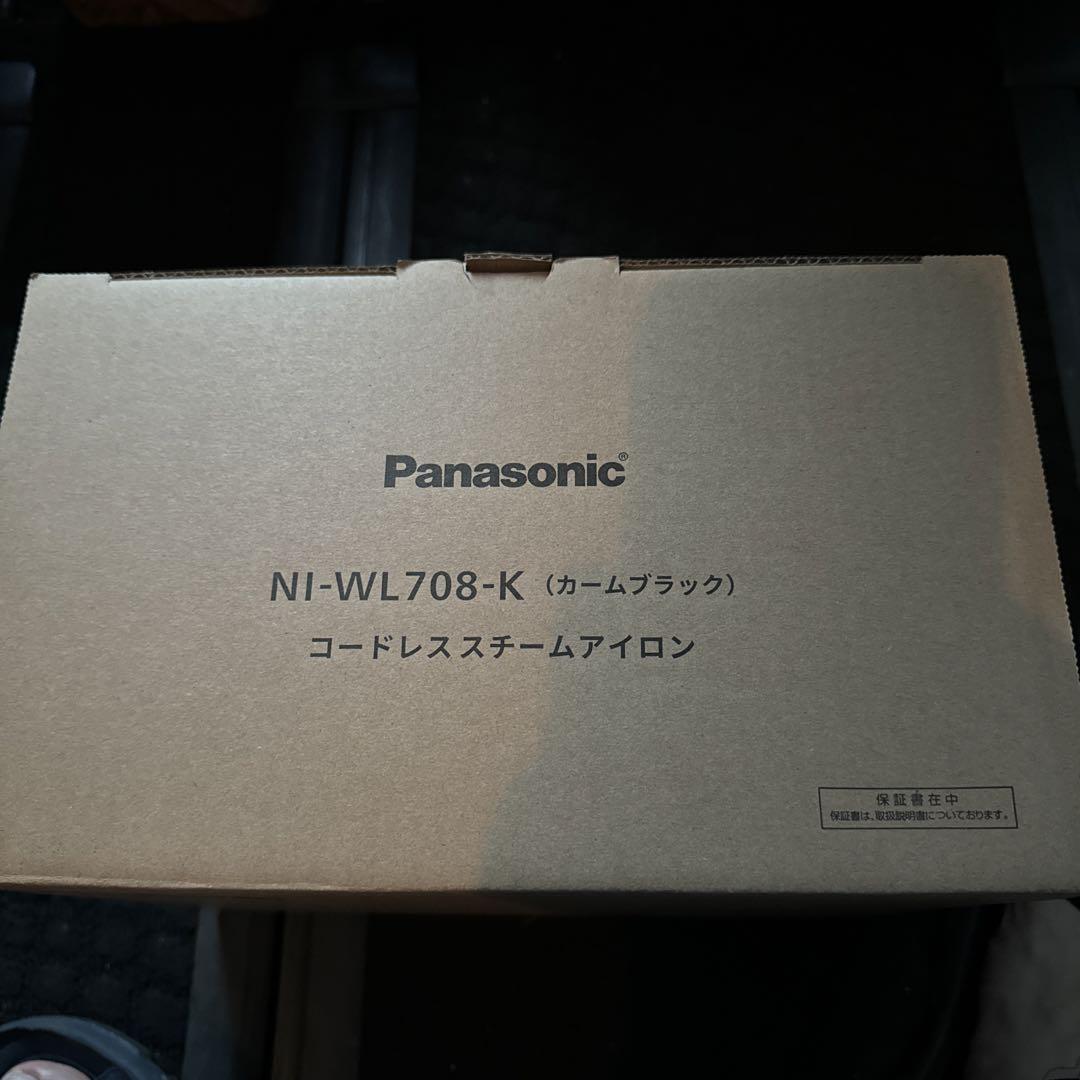 Panasonic®
NI-WL708-K（カームブラック）
コードレススチームアイロン
保証書在中
保証書は、取扱説明書についております。